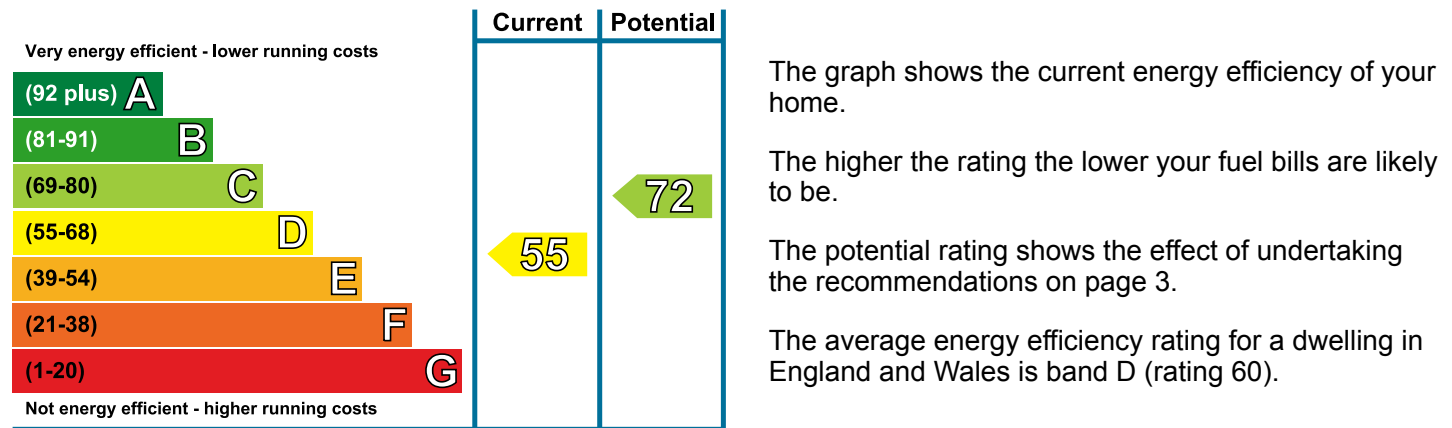 Current Potential
Very energy efficient - lower running costs
(92 plus) A
(81-91) B
(69-80) C
(55-68) D
(39-54) E
(21-38) F
(1-20) G
Not energy efficient - higher running costs
72
55
The graph shows the current energy efficiency of your
home.
The higher the rating the lower your fuel bills are likely
to be.
The potential rating shows the effect of undertaking
the recommendations on page 3.
The average energy efficiency rating for a dwelling in
England and Wales is band D (rating 60).